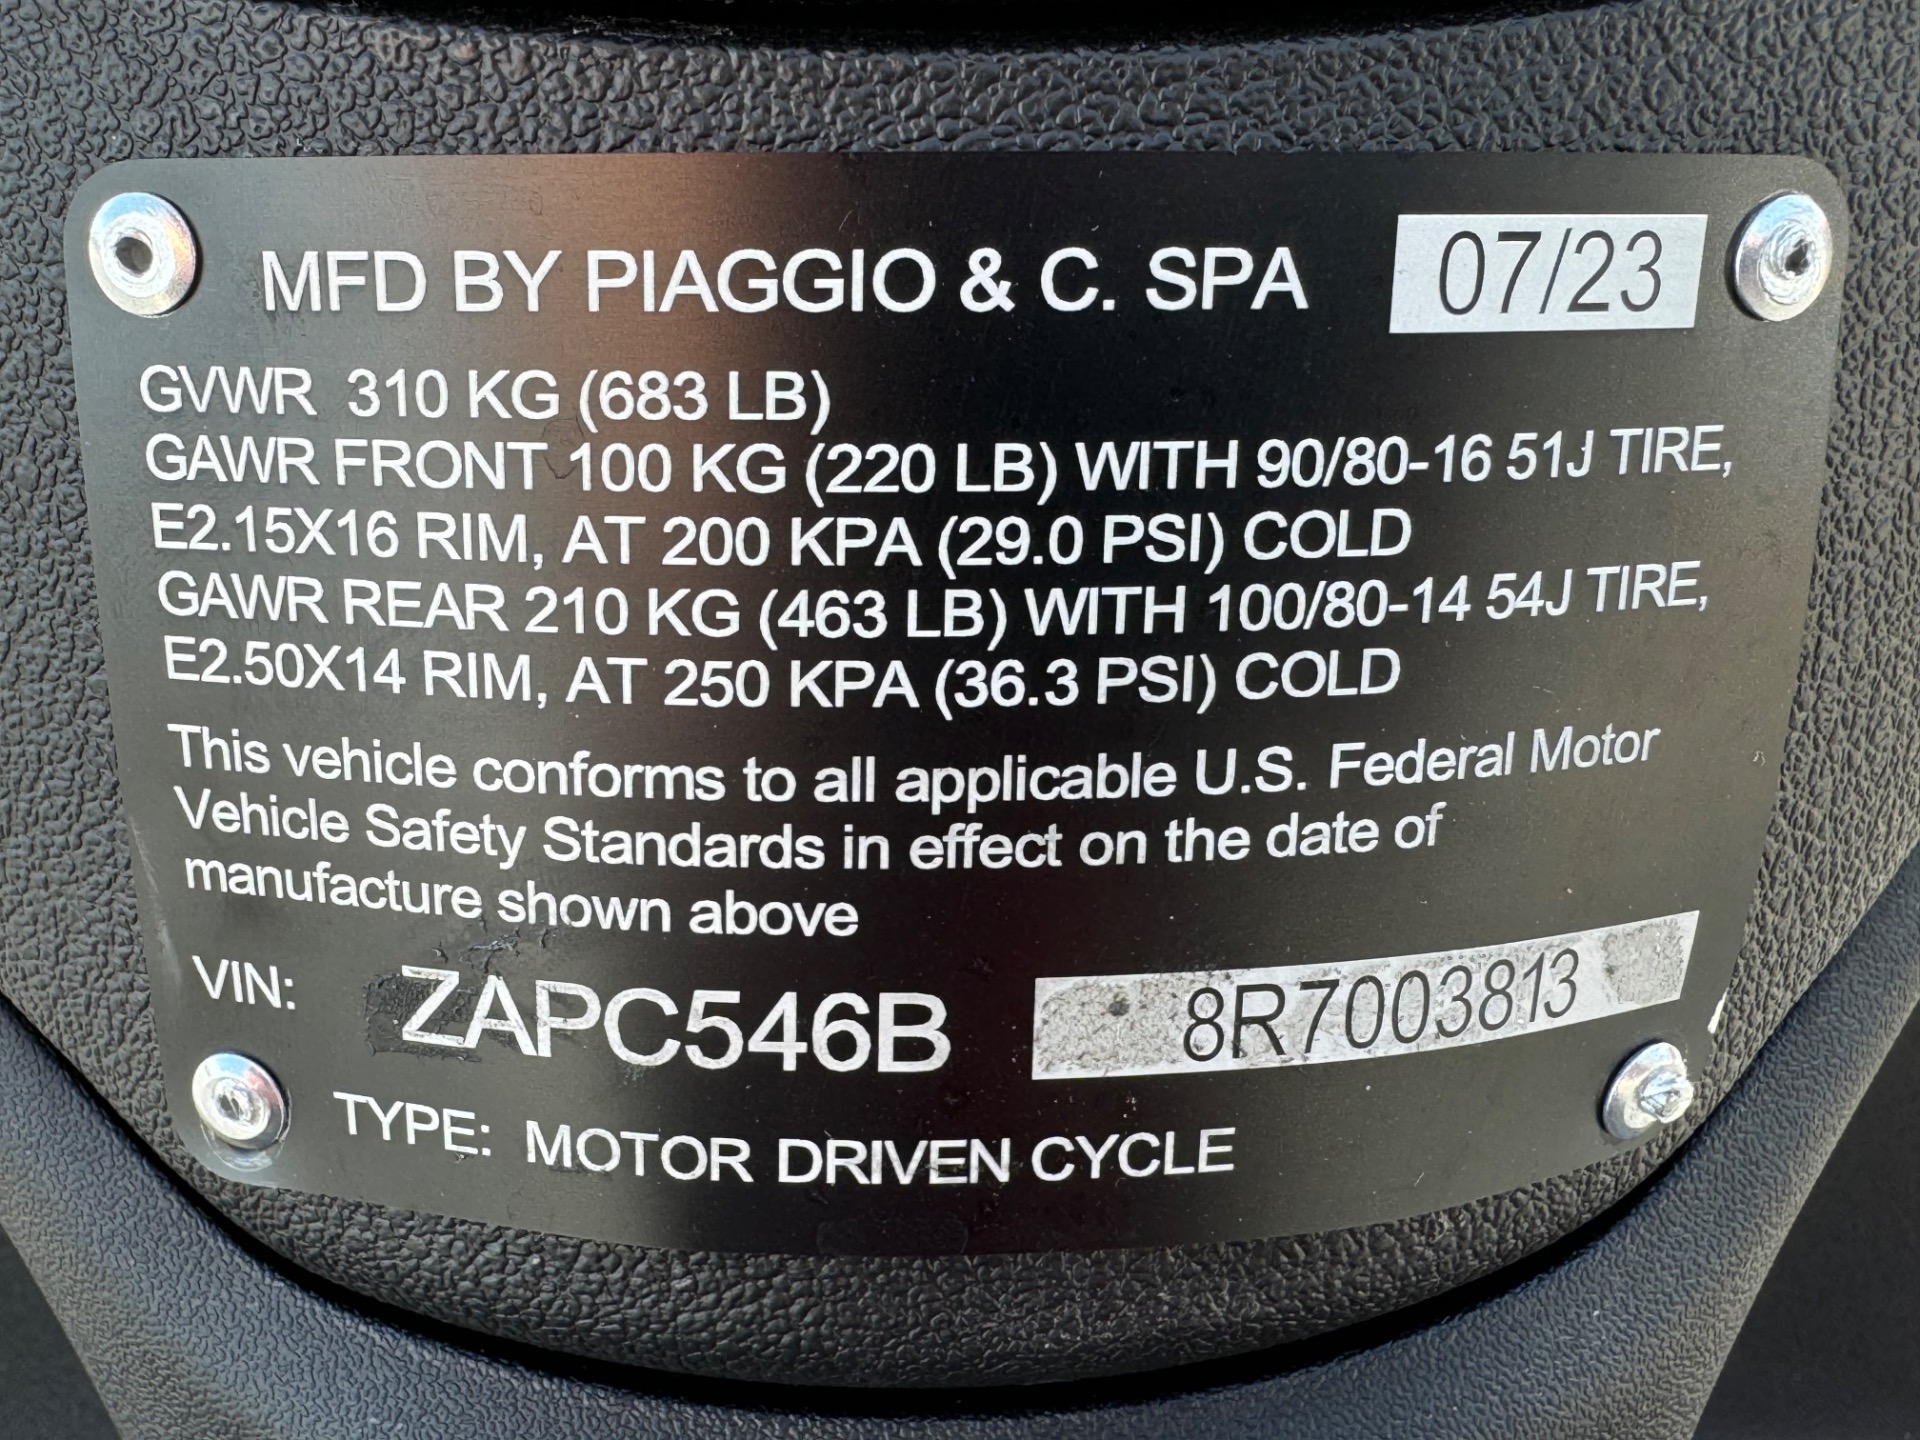 MFD BY PIAGGIO & C. SPA 07/23
GVWR 310 KG (683 LB)
GAWR FRONT 100 KG (220 LB) WITH 90/80-16 51J TIRE,
E2.15X16 RIM, AT 200 KPA (29.0 PSI) COLD
GAWR REAR 210 KG (463 LB) WITH 100/80-14 54J TIRE,
E2.50X14 RIM, AT 250 KPA (36.3 PSI) COLD
This vehicle conforms to all applicable U.S. Federal Motor
Vehicle Safety Standards in effect on the date of
manufacture shown above
VIN: ZAPC546B 8R7003813
TYPE: MOTOR DRIVEN CYCLE